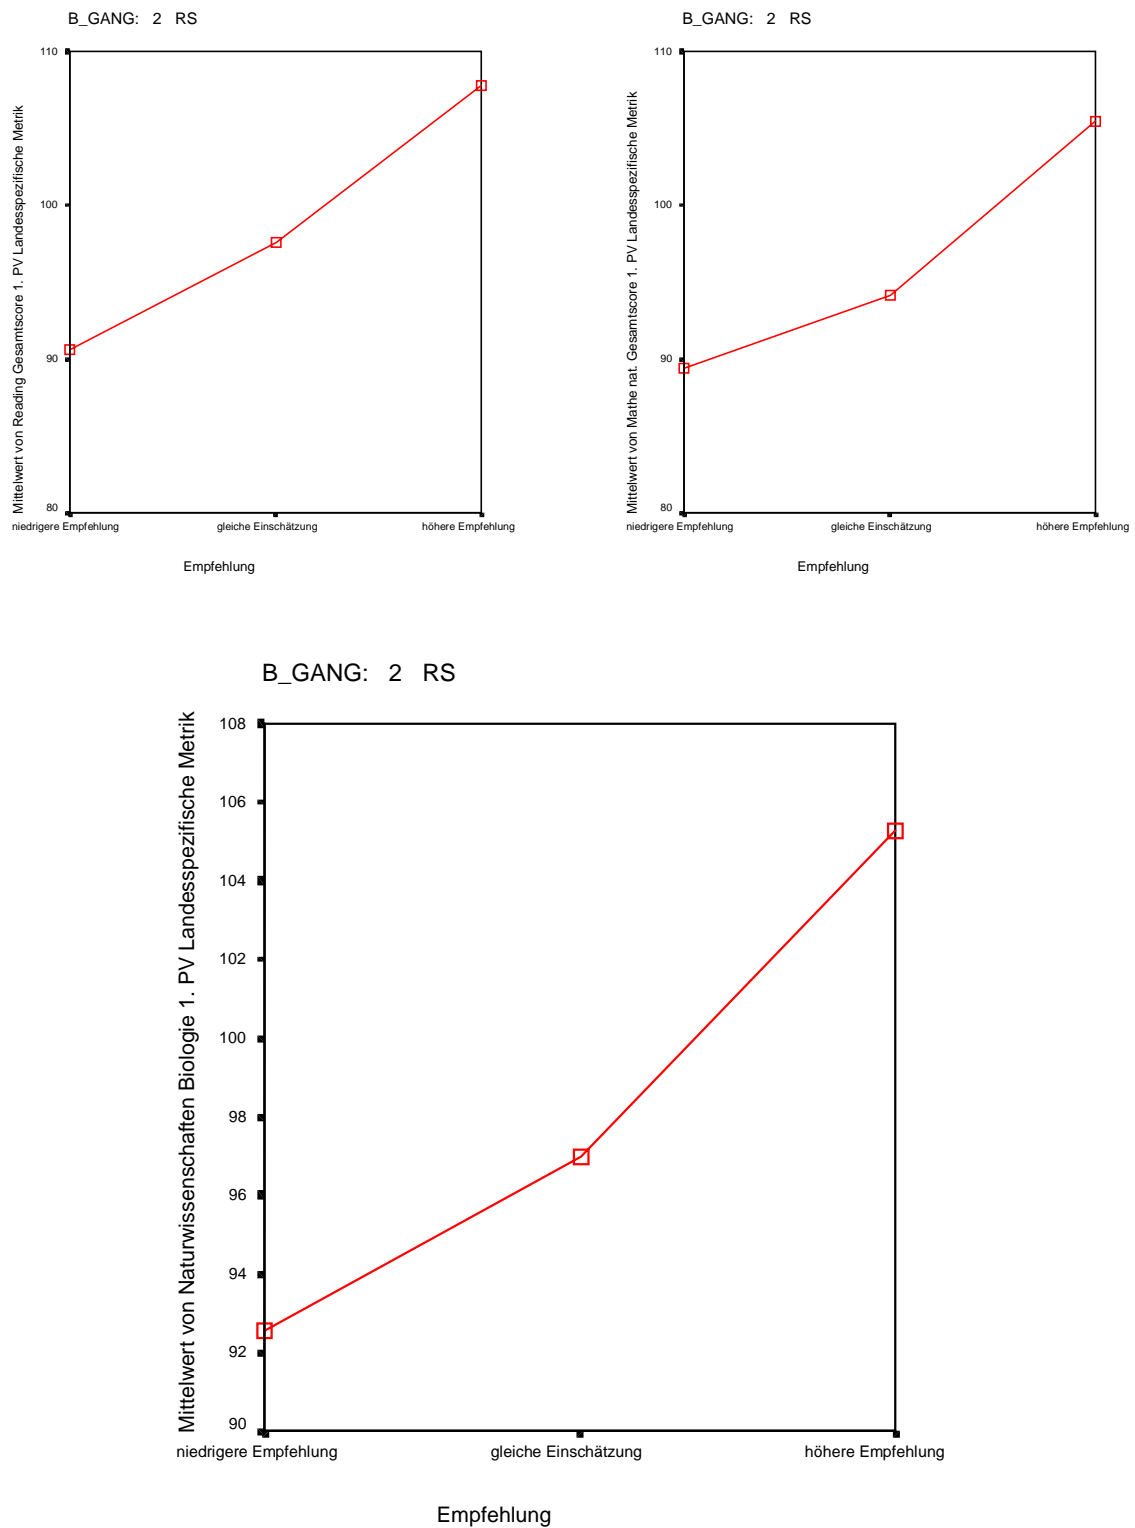 B_GANG: 2 RS
Mittelwert von Reading Gesamtscore 1. PV Landesspezifische Metrik
110
100
90
80
niedrigere Empfehlung gleiche Einschätzung höhere Empfehlung
Empfehlung
B_GANG: 2 RS
Mittelwert von Mathe nat. Gesamtscore 1. PV Landesspezifische Metrik
110
100
90
80
niedrigere Empfehlung gleiche Einschätzung höhere Empfehlung
Empfehlung
B_GANG: 2 RS
Mittelwert von Naturwissenschaften Biologie 1. PV Landesspezifische Metrik
108
106
104
102
100
98
96
94
92
90
niedrigere Empfehlung gleiche Einschätzung höhere Empfehlung
Empfehlung